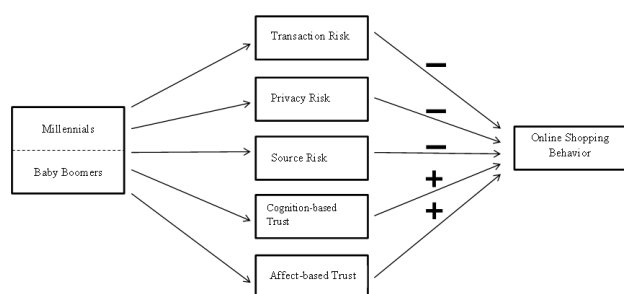 Transaction Risk
Privacy Risk
Millennials
Baby Boomers
Source Risk
Cognition-based
Trust
Affect-based Trust
−
−
−
+
+
Online Shopping
Behavior